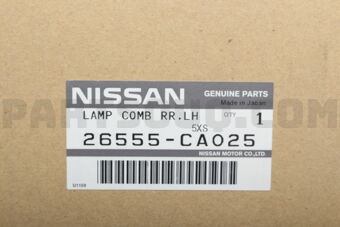 NISSAN
GENUINE PARTS
Made in Japan
LAMP COMB RR.LH
QTY
1
5XS
26555-CA025
NISSAN MOTOR CO.,LTD.